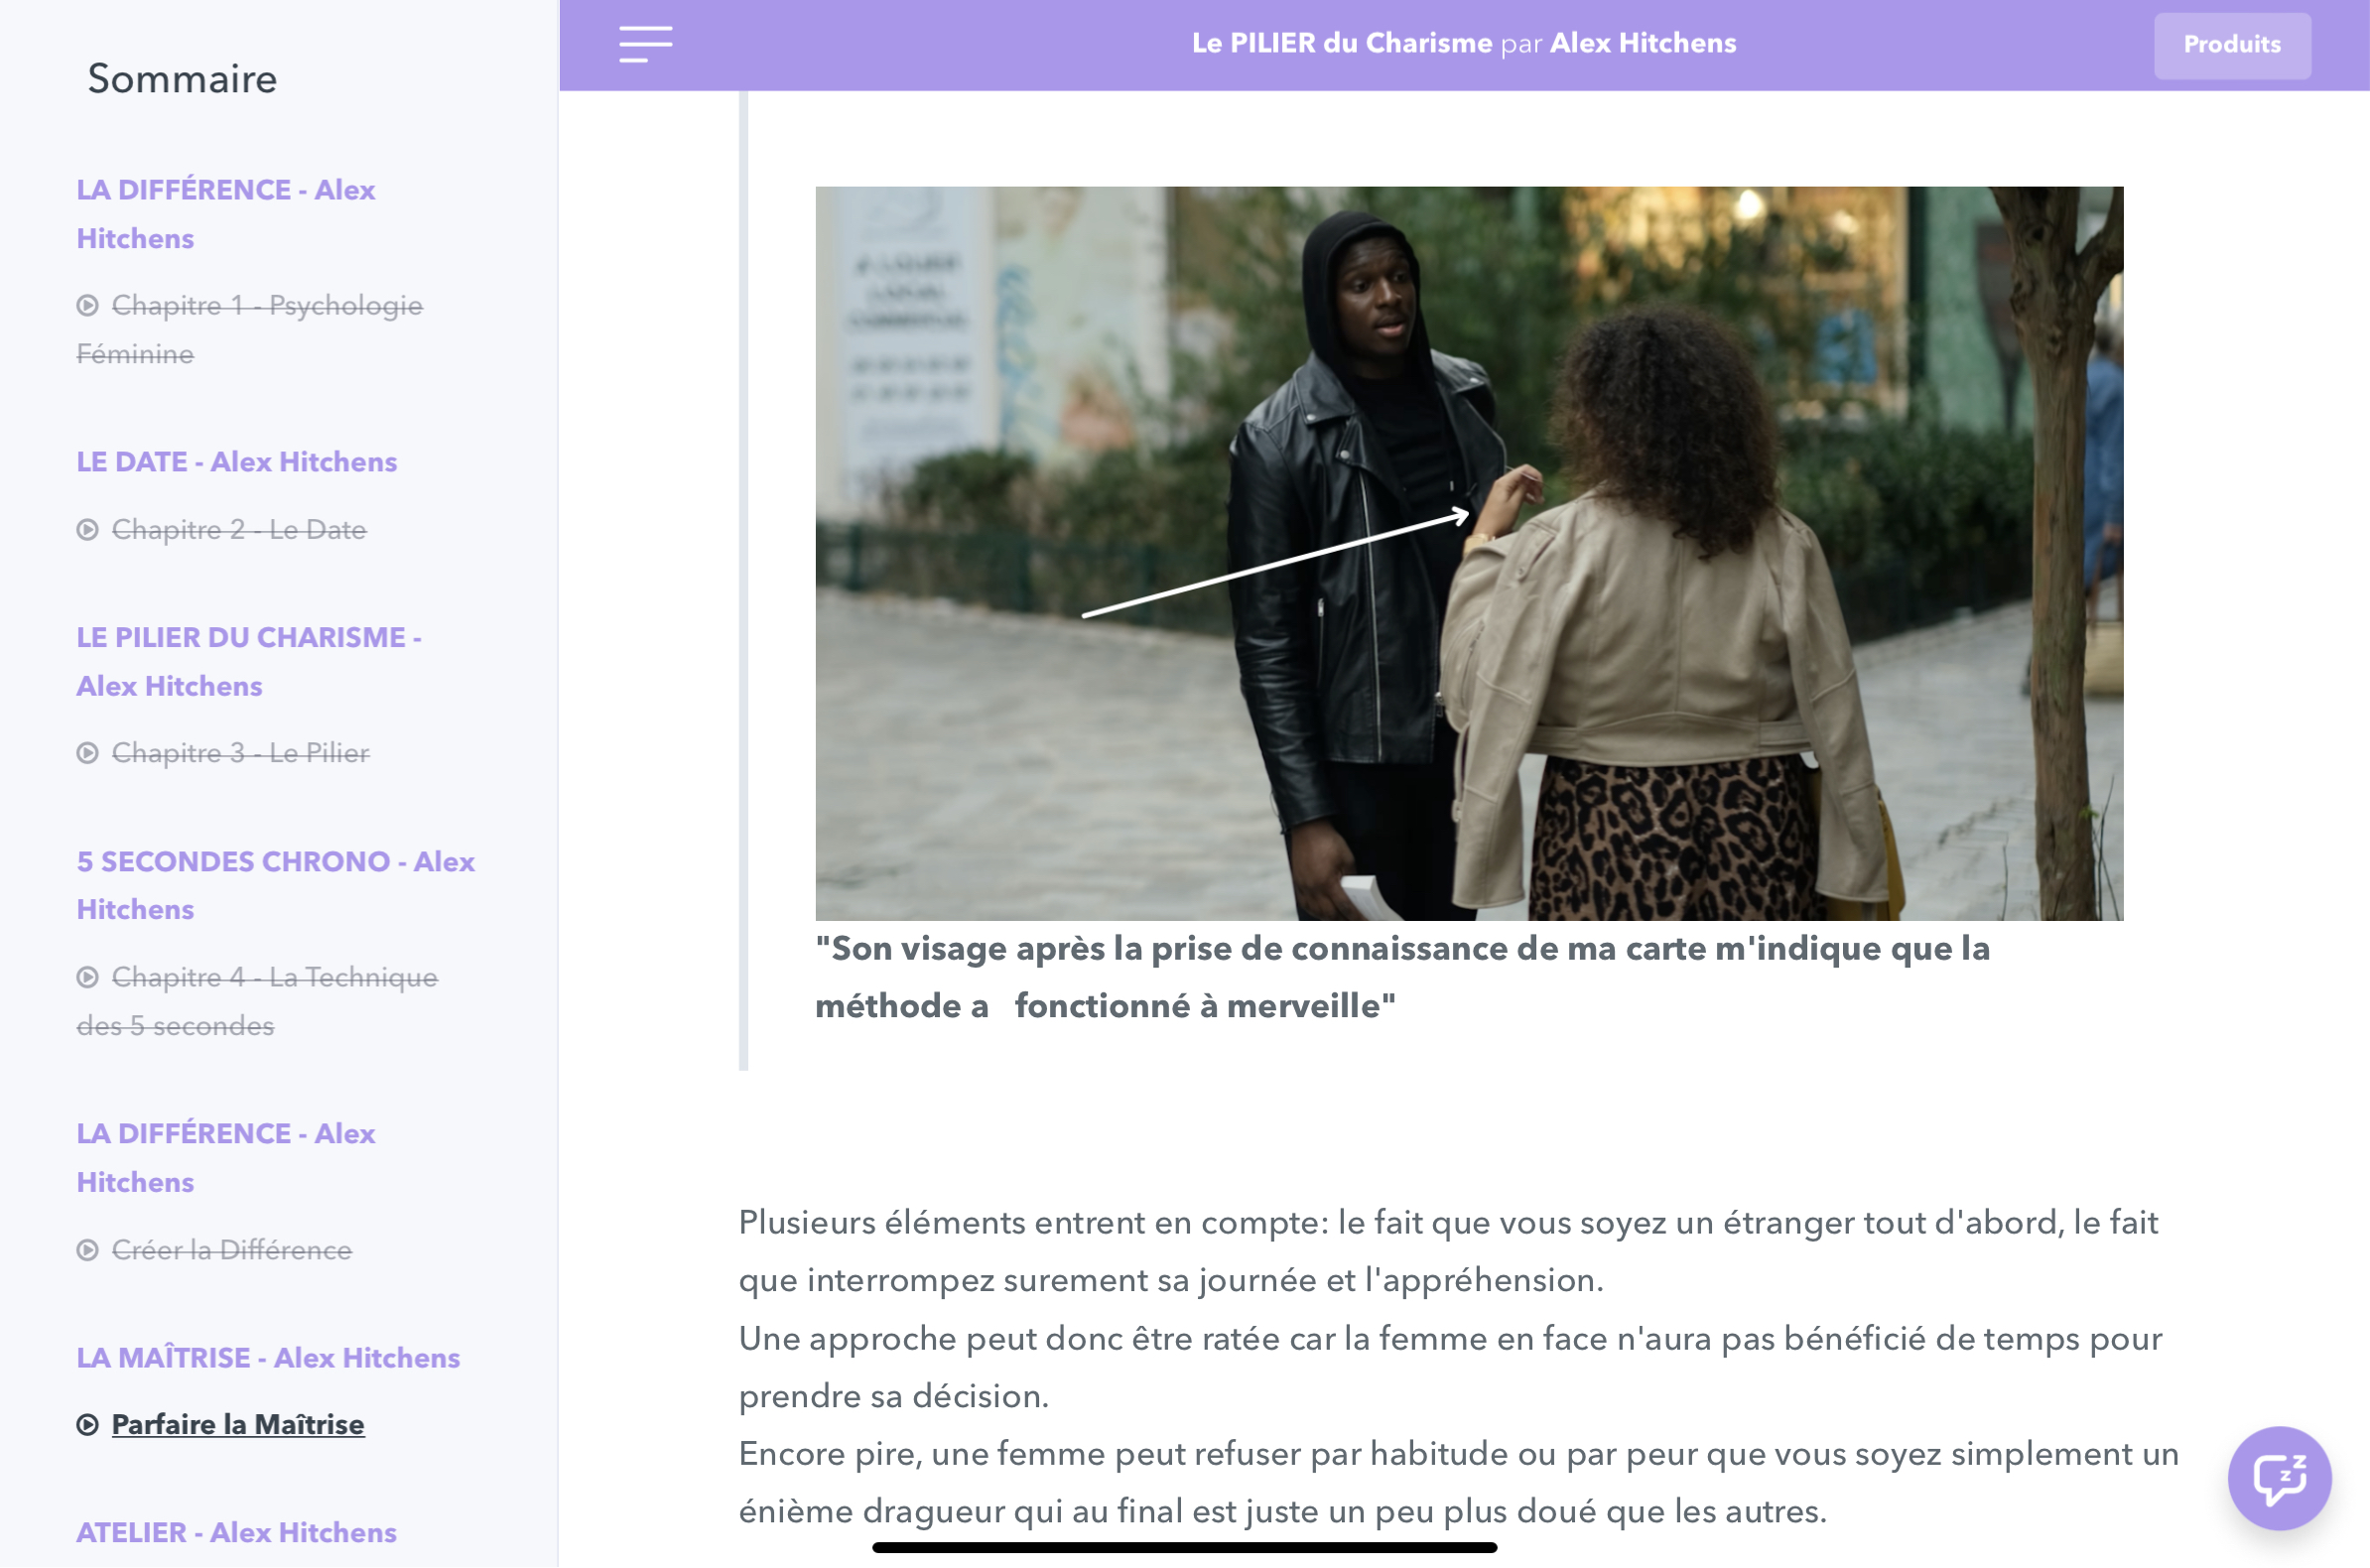 Sommaire
LA DIFFÉRENCE - Alex
Hitchens
Chapitre 1 - Psychologie
Féminine
LE DATE - Alex Hitchens
Chapitre 2 - Le Date
LE PILIER DU CHARISME -
Alex Hitchens
Chapitre 3 - Le Pilier
5 SECONDES CHRONO - Alex
Hitchens
Chapitre 4 - La Technique
des 5 secondes
LA DIFFÉRENCE - Alex
Hitchens
Créer la Différence
LA MAÎTRISE - Alex Hitchens
Parfaire la Maîtrise
ATELIER - Alex Hitchens
Le PILIER du Charisme par Alex Hitchens
Produits
A LOUER
LOCAL
COMMERCIAL
"Son visage après la prise de connaissance de ma carte m'indique que la
méthode a   fonctionné à merveille"
Plusieurs éléments entrent en compte: le fait que vous soyez un étranger tout d'abord, le fait
que interrompez surement sa journée et l'appréhension.
Une approche peut donc être ratée car la femme en face n'aura pas bénéficié de temps pour
prendre sa décision.
Encore pire, une femme peut refuser par habitude ou par peur que vous soyez simplement un
énième dragueur qui au final est juste un peu plus doué que les autres.